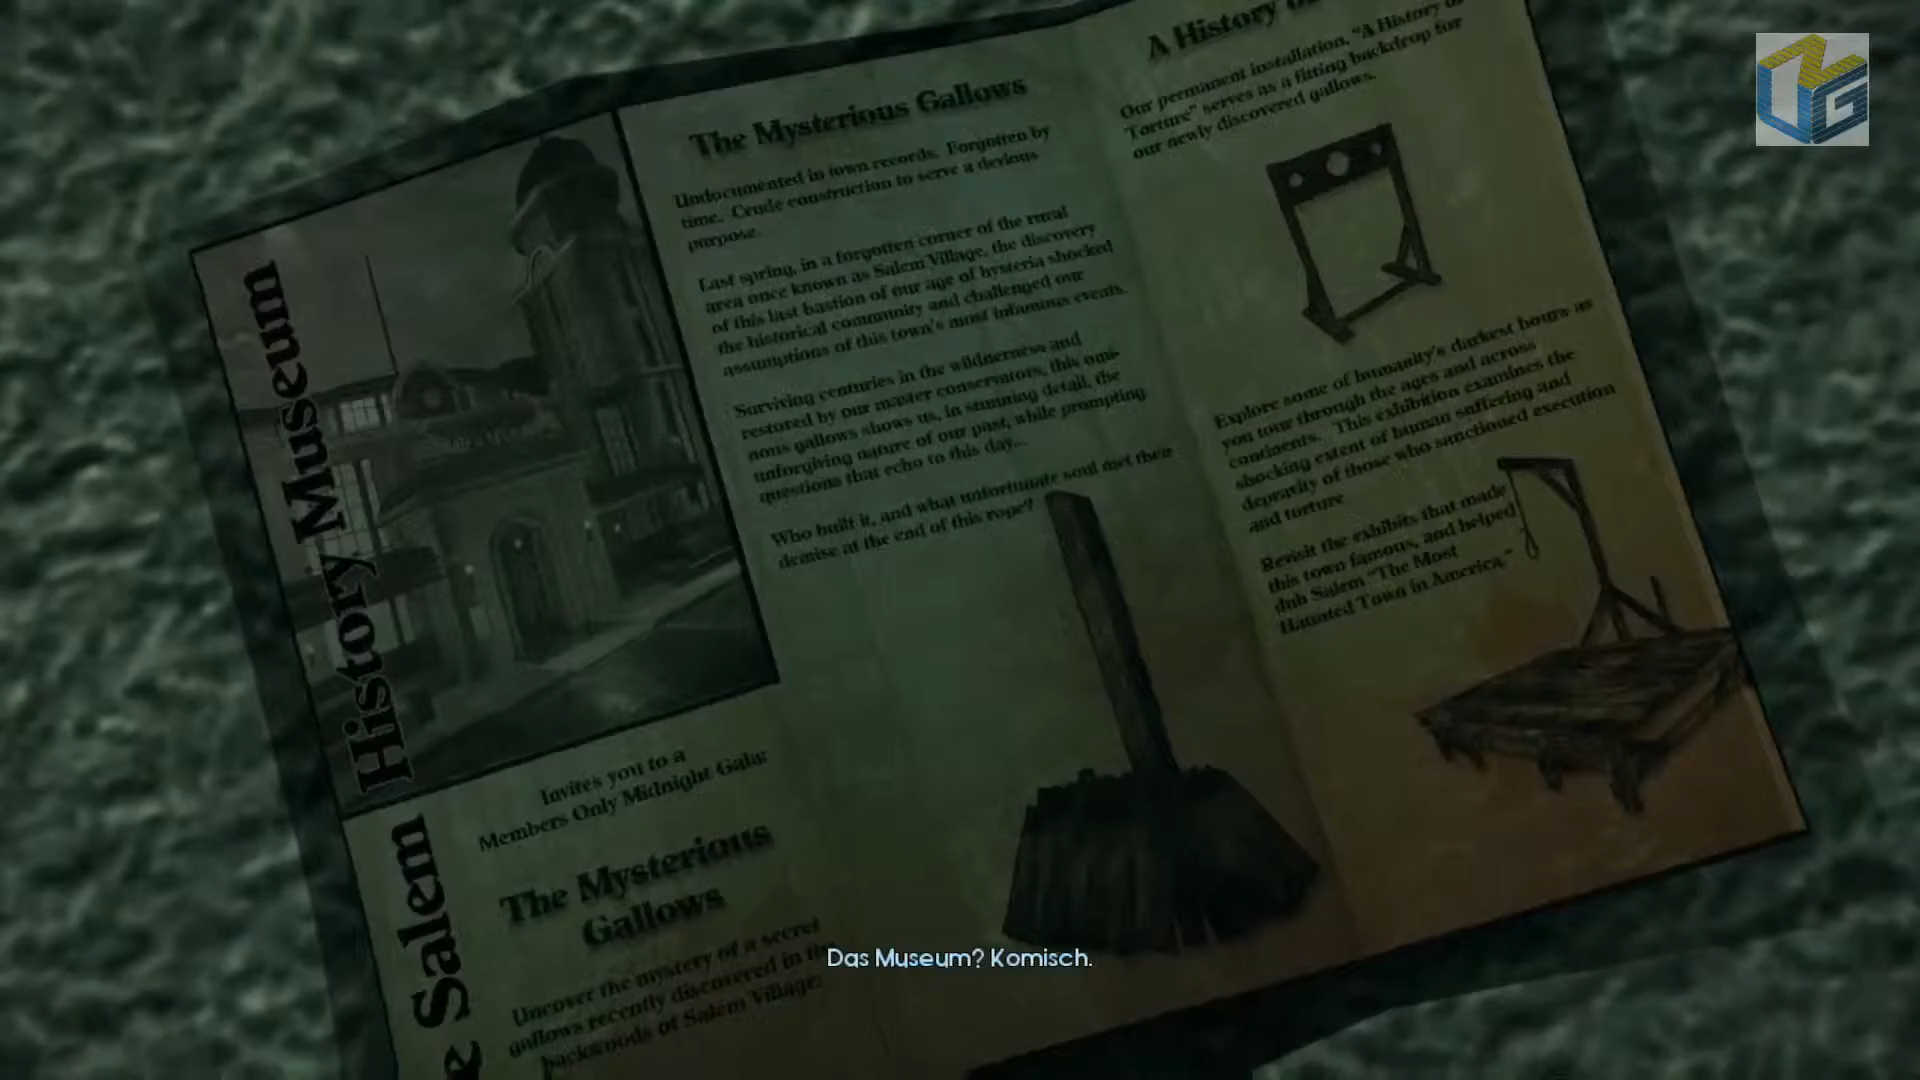 History Museum
e Salem
Invites you to a
Members Only Midnight Gala:
The Mysterious
Gallows
Uncover the mystery of a secret
gallows recently discovered in the
backwoods of Salem Village:
The Mysterious Gallows
Undocumented in town records. Forgotten by
time. Crude construction to serve a devious
purpose.
Last spring, in a forgotten corner of the rural
area once known as Salem Village, the discovery
of this last bastion of our age of hysteria shocked
the historical community and challenged our
assumptions of this town's most infamous events.
Surviving centuries in the wilderness and
restored by our master conservators, this omi-
nous gallows shows us, in stunning detail, the
unforgiving nature of our past, while prompting
questions that echo to this day...
Who built it, and what unfortunate soul met their
demise at the end of this rope?
A History
Our permanent installation, "A History of
Torture" serves as a fitting backdrop for
our newly discovered gallows.
Explore some of humanity's darkest hours as
you tour through the ages and across
continents. This exhibition examines the
shocking extent of human suffering and
depravity of those who sanctioned execution
and torture
Revisit the exhibits that made
this town famous, and helped
dub Salem "The Most
Haunted Town in America."
Das Museum? Komisch.